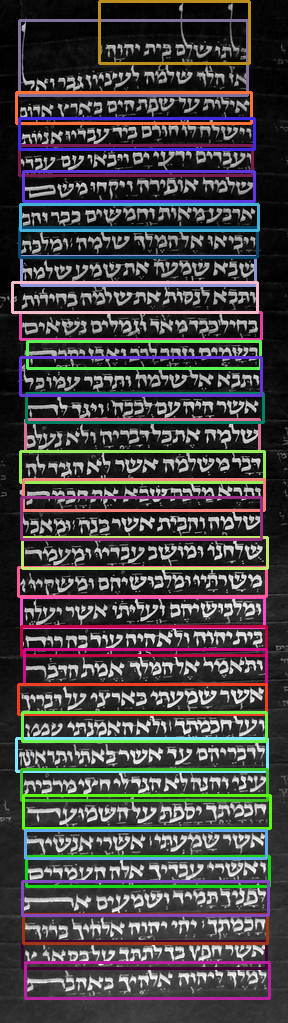 כלתו שלם בית יהוה
אז הלך שלמה לעציון גבר ואל
אילות על שפת הים בארץ אדום
וישלח לו חורם ביד עבדיו אניות
ועבדים ידעי ים ויבאו עם עבדי
שלמה אופירה ויקחו משם
ארבע מאות וחמשים ככר זהב
ויביאו אל המלך שלמה ומלכת
שבא שמעה את שמע שלמה
ותבא לנסות את שלמה בחידות
בחיל כבד מאד וגמלים נשאים
בשמים וזהב לרב ואבן יקרה
ותבא אל שלמה ותדבר עמו כל
אשר היה עם לבבה ויגד לה
שלמה את כל דבריה ולא נעלם
דבר משלמה אשר לא הגיד לה
ותרא מלכת שבא את חכמת
שלמה והבית אשר בנה ומאכל
שלחנו ומושב עבדיו ומעמד
משרתיו ומלבושיהם ומשקיו
ומלבושיהם ועליתו אשר יעלה
בית יהוה ולא היה עוד בה רוח
ותאמר אל המלך אמת הדבר
אשר שמעתי בארצי על דבריך
ועל חכמתך ולא האמנתי
לדבריהם עד אשר באתי ותראינה
עיני והנה לא הגד לי חצי מרבית
חכמתך יספת על השמועה
אשר שמעתי אשרי אנשיך
ואשרי עבדיך אלה העמדים
לפניך תמיד ושמעים את
חכמתך יהי יהוה אלהיך ברוך
אשר חפץ בך לתתך על כסאו
למלך ליהוה אלהיך באהבת